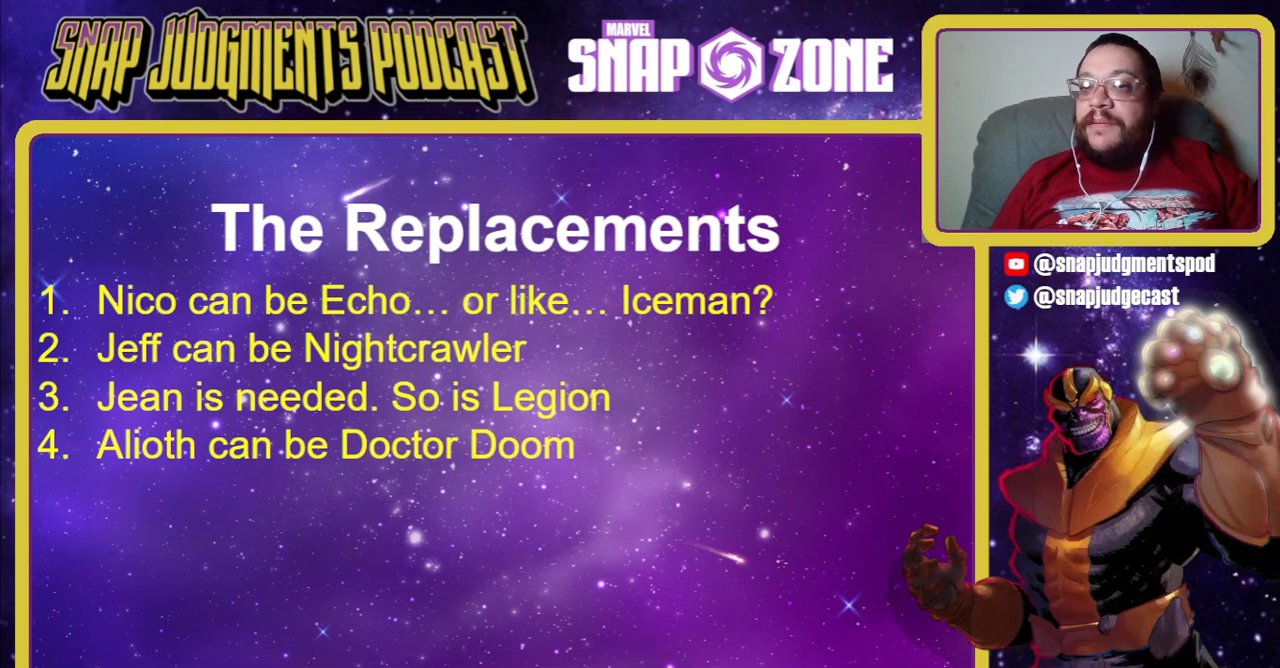 SNAP JUDGMENTS PODCAST
MARVEL
SNAP ZONE
The Replacements
1. Nico can be Echo… or like… Iceman?
2. Jeff can be Nightcrawler
3. Jean is needed. So is Legion
4. Alioth can be Doctor Doom
@snapjudgmentspod
@snapjudgecast